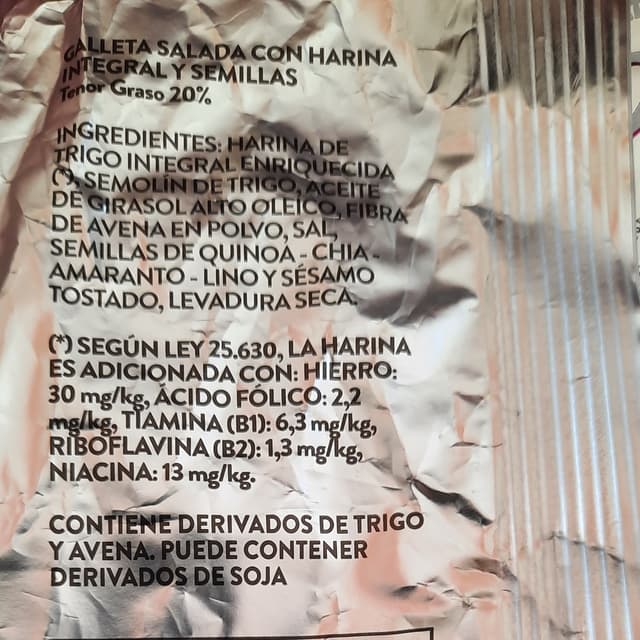 GALLETA SALADA CON HARINA
INTEGRAL Y SEMILLAS
Tenor Graso 20%
INGREDIENTES: HARINA DE
TRIGO INTEGRAL ENRIQUECIDA
(*), SEMOLÍN DE TRIGO, ACEITE
DE GIRASOL ALTO OLEICO, FIBRA
DE AVENA EN POLVO, SAL,
SEMILLAS DE QUINOA - CHIA -
AMARANTO - LINO Y SÉSAMO
TOSTADO, LEVADURA SECA.
(*) SEGÚN LEY 25.630, LA HARINA
ES ADICIONADA CON: HIERRO:
30 mg/kg, ÁCIDO FÓLICO: 2,2
mg/kg, TIAMINA (B1): 6,3 mg/kg,
RIBOFLAVINA (B2): 1,3 mg/kg,
NIACINA: 13 mg/kg.
CONTIENE DERIVADOS DE TRIGO
Y AVENA. PUEDE CONTENER
DERIVADOS DE SOJA